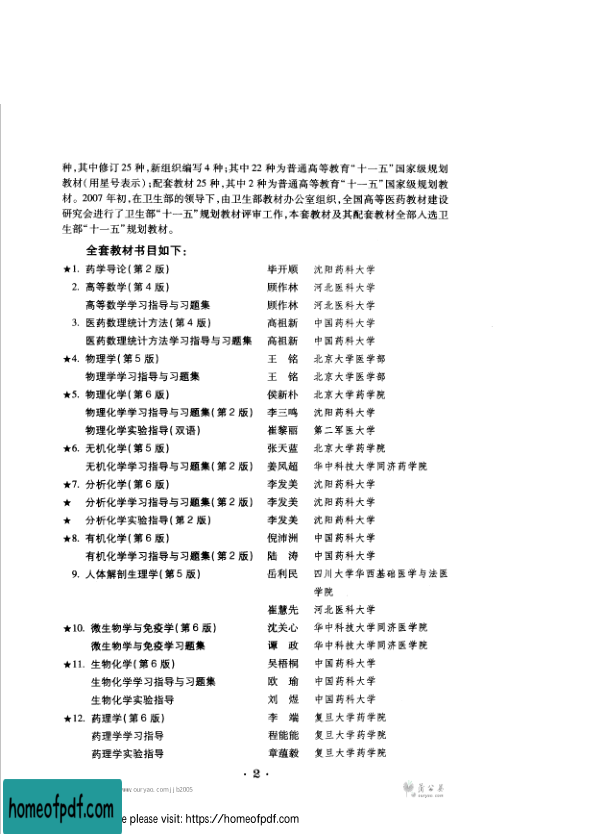 种,其中修订 25 种,新组织编写 4 种;其中 22 种为普通高等教育“十一五”国家级规划
教材(用星号表示);配套教材 25 种,其中 2 种为普通高等教育“十一五”国家级规划教
材。2007 年初,在卫生部的领导下,由卫生部教材办公室组织,全国高等医药教材建设
研究会进行了卫生部“十一五”规划教材评审工作,本套教材及其配套教材全部入选卫
生部“十一五”规划教材。
全套教材书目如下:
★1. 药学导论(第 2 版) 毕开顺 沈阳药科大学
2. 高等数学(第 4 版) 顾作林 河北医科大学
高等数学学习指导与习题集 顾作林 河北医科大学
3. 医药数理统计方法(第 4 版) 高祖新 中国药科大学
医药数理统计方法学习指导与习题集 高祖新 中国药科大学
★4. 物理学(第 5 版) 王 铭 北京大学医学部
物理学学习指导与习题集 王 铭 北京大学医学部
★5. 物理化学(第 6 版) 侯新朴 北京大学药学院
物理化学学习指导与习题集(第 2 版) 李三鸣 沈阳药科大学
物理化学实验指导(双语) 崔黎丽 第二军医大学
★6. 无机化学(第 5 版) 张天蓝 北京大学药学院
无机化学学习指导与习题集(第 2 版) 姜凤超 华中科技大学同济药学院
★7. 分析化学(第 6 版) 李发美 沈阳药科大学
★ 分析化学学习指导与习题集(第 2 版) 李发美 沈阳药科大学
★ 分析化学实验指导(第 2 版) 李发美 沈阳药科大学
★8. 有机化学(第 6 版) 倪沛洲 中国药科大学
有机化学学习指导与习题集(第 2 版) 陆 涛 中国药科大学
9. 人体解剖生理学(第 5 版) 岳利民 四川大学华西基础医学与法医
学院
崔慧先 河北医科大学
★10. 微生物学与免疫学(第 6 版) 沈关心 华中科技大学同济医学院
微生物学与免疫学习题集 谭 政 华中科技大学同济医学院
★11. 生物化学(第 6 版) 吴梧桐 中国药科大学
生物化学学习指导与习题集 欧 瑜 中国药科大学
生物化学实验指导 刘 煜 中国药科大学
★12. 药理学(第 6 版) 李 端 复旦大学药学院
药理学学习指导 程能能 复旦大学药学院
药理学实验指导 章蕴毅 复旦大学药学院
· 2 ·
www.ouryao.com jjb2005
蒲公英
homeofpdf.com
e please visit: https://homeofpdf.com